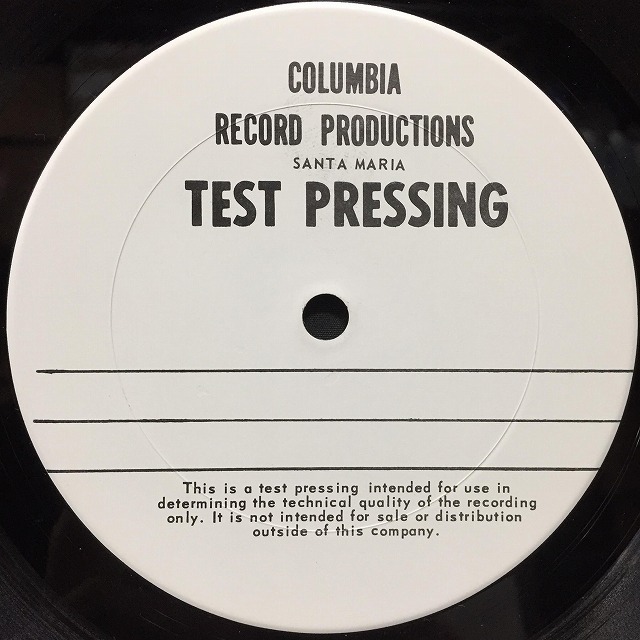 COLUMBIA
RECORD PRODUCTIONS
SANTA MARIA
TEST PRESSING
This is a test pressing intended for use in
determining the technical quality of the recording
only. It is not intended for sale or distribution
outside of this company.